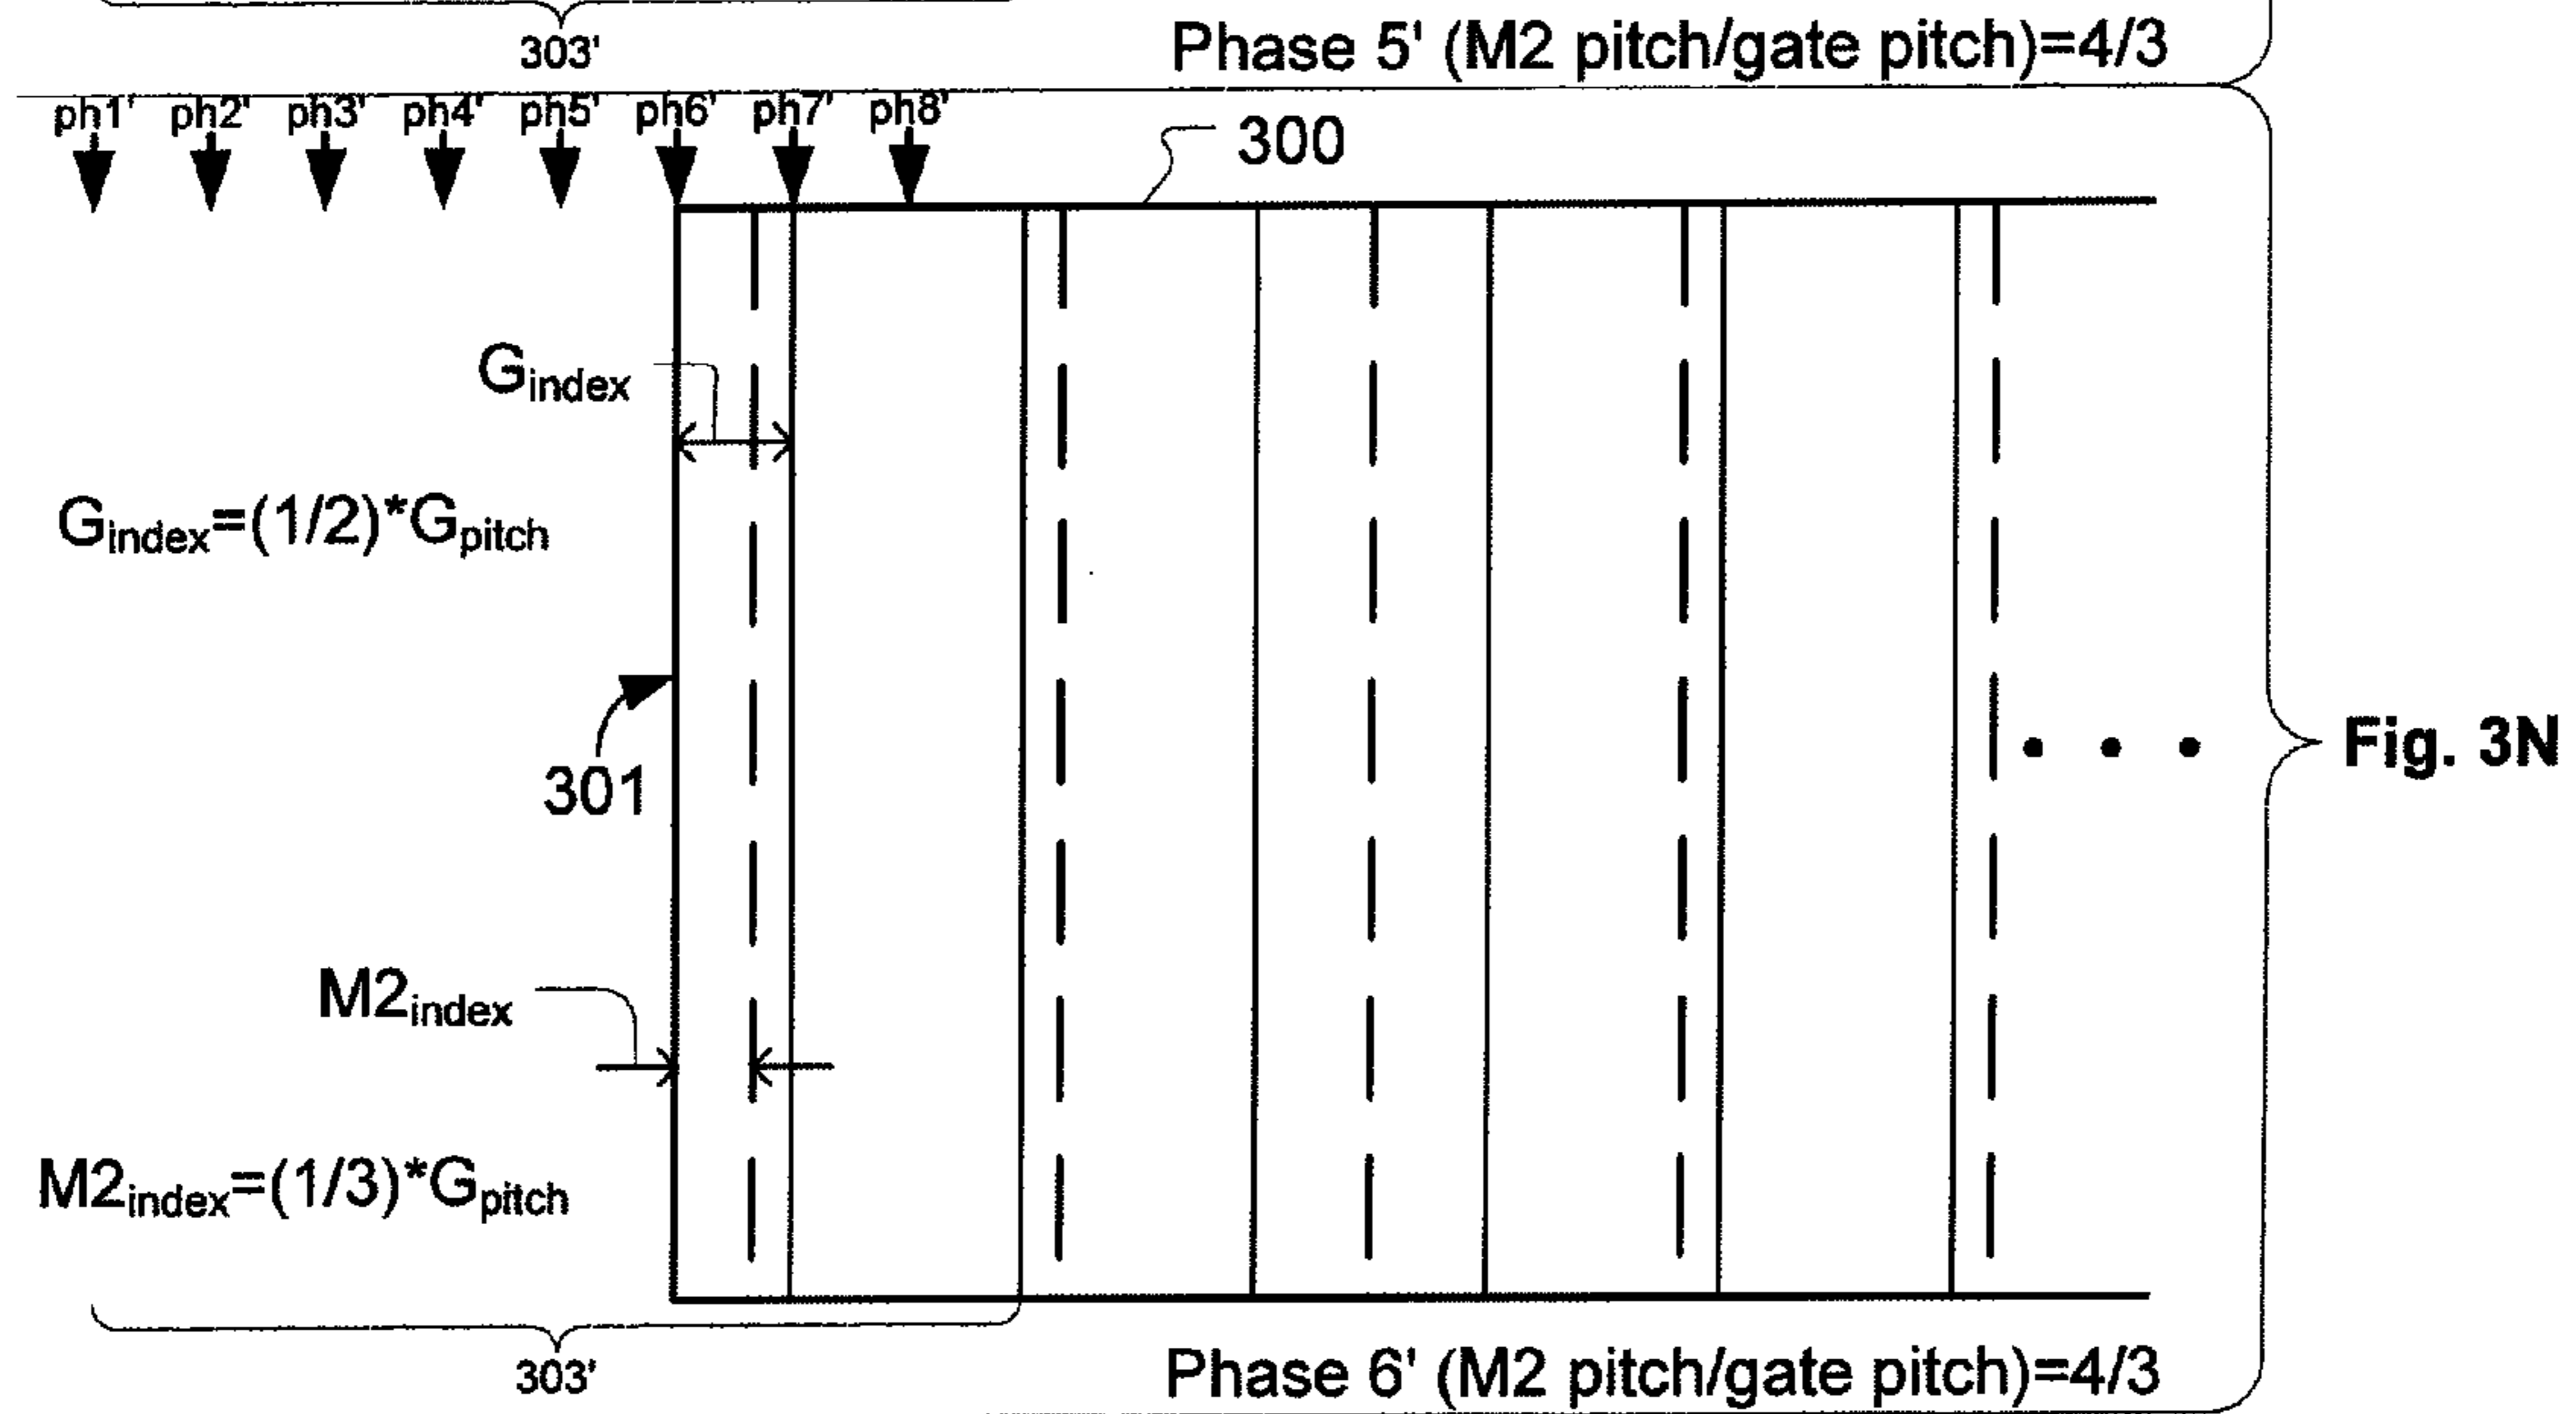 303'
Phase 5' (M2 pitch/gate pitch)=4/3
ph1' ph2' ph3' ph4' ph5' ph6' ph7' ph8'
300
Gindex
Gindex=(1/2)*Gpitch
301
Fig. 3N
M2index
M2index=(1/3)*Gpitch
303'
Phase 6' (M2 pitch/gate pitch)=4/3